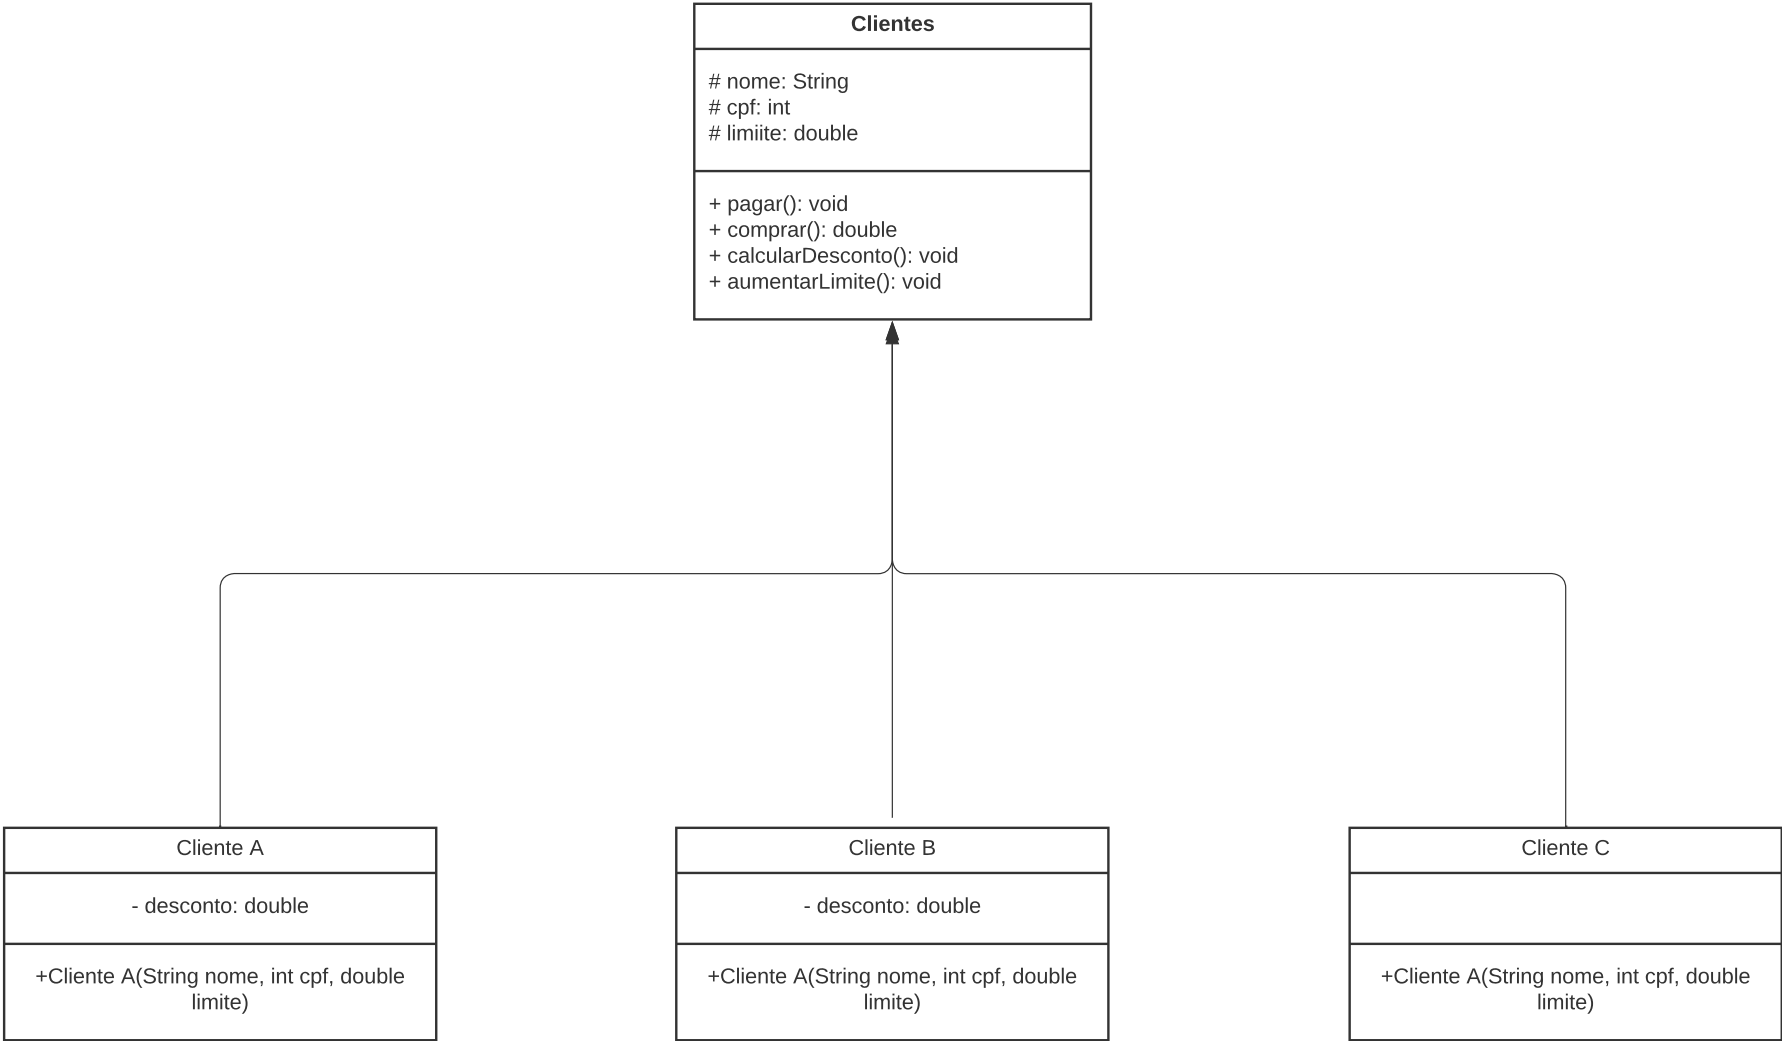 Clientes
# nome: String
# cpf: int
# limiite: double
+ pagar(): void
+ comprar(): double
+ calcularDesconto(): void
+ aumentarLimite(): void
Cliente A
- desconto: double
+Cliente A(String nome, int cpf, double
limite)
Cliente B
- desconto: double
+Cliente A(String nome, int cpf, double
limite)
Cliente C
+Cliente A(String nome, int cpf, double
limite)